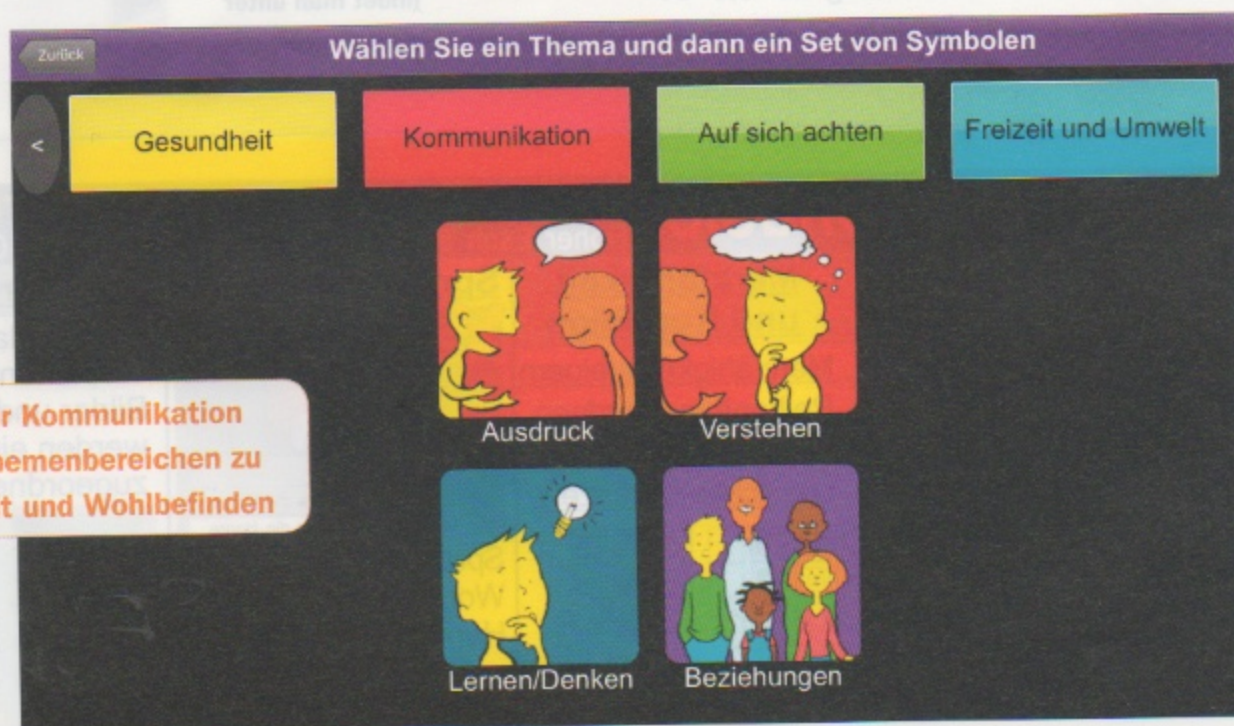 Zurück
Wählen Sie ein Thema und dann ein Set von Symbolen
<
Gesundheit
Kommunikation
Auf sich achten
Freizeit und Umwelt
Ausdruck
Verstehen
r Kommunikation
emenbereichen zu
t und Wohlbefinden
Lernen/Denken
Beziehungen